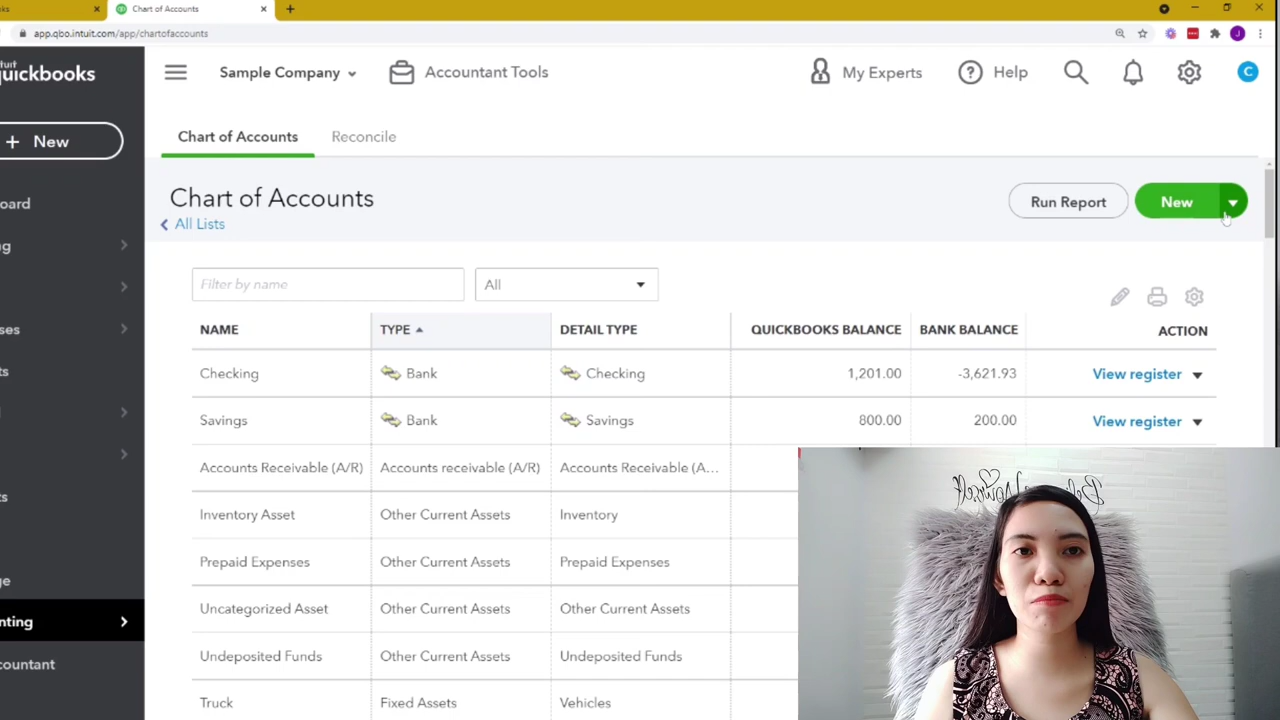 ks
Chart of Accounts
app.qbo.intuit.com/app/chartofaccounts
J
tuit
quickbooks
Sample Company
Accountant Tools
My Experts
Help
C
+ New
Chart of Accounts
Reconcile
Chart of Accounts
All Lists
Run Report
New
oard
g
ses
ts
ts
ge
nting
countant
Filter by name
All
NAME TYPE DETAIL TYPE QUICKBOOKS BALANCE BANK BALANCE ACTION
Checking Bank Checking 1,201.00 -3,621.93 View register
Savings Bank Savings 800.00 200.00 View register
Accounts Receivable (A/R) Accounts receivable (A/R) Accounts Receivable (A...
Inventory Asset Other Current Assets Inventory
Prepaid Expenses Other Current Assets Prepaid Expenses
Uncategorized Asset Other Current Assets Other Current Assets
Undeposited Funds Other Current Assets Undeposited Funds
Truck Fixed Assets Vehicles